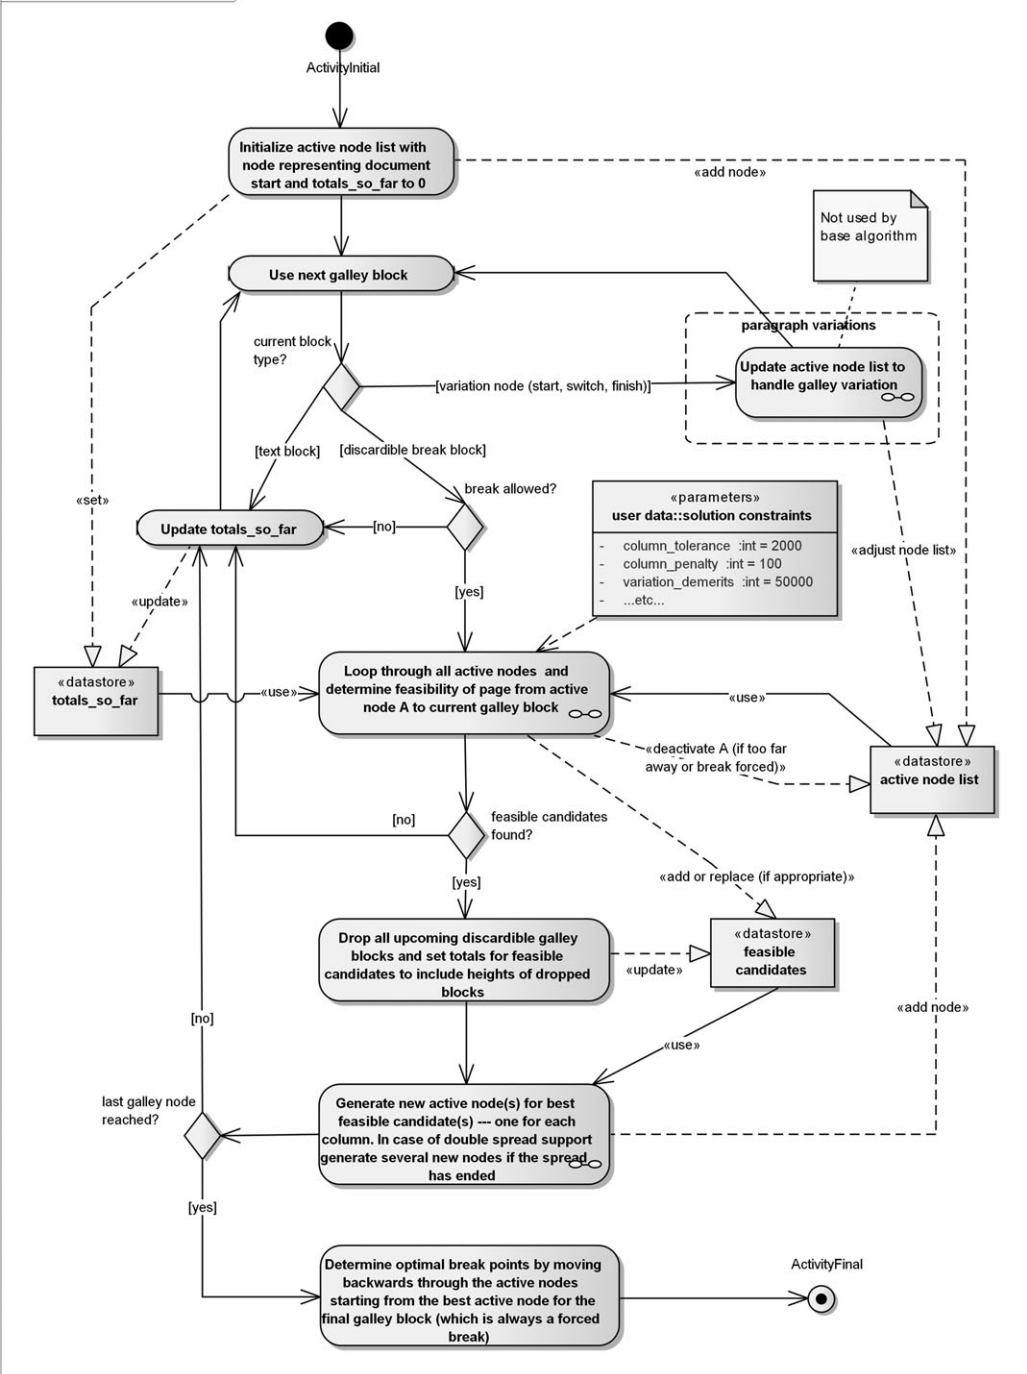 ActivityInitial
Initialize active node list with
node representing document
start and totals_so_far to 0
«add node»
Not used by
base algorithm
Use next galley block
current block
type?
paragraph variations
Update active node list to
handle galley variation
[variation node (start, switch, finish)]
[text block]
[discardible break block]
break allowed?
«set»
Update totals_so_far
[no]
«parameters»
user data::solution constraints
- column_tolerance :int = 2000
- column_penalty :int = 100
- variation_demerits :int = 50000
- ...etc...
«adjust node list»
[yes]
«update»
«datastore»
totals_so_far
«use»
Loop through all active nodes and
determine feasibility of page from active
node A to current galley block
«use»
«deactivate A (if too far
away or break forced)»
«datastore»
active node list
[no]
feasible candidates
found?
[yes]
«add or replace (if appropriate)»
Drop all upcoming discardible galley
blocks and set totals for feasible
candidates to include heights of dropped
blocks
«update»
«datastore»
feasible
candidates
«add node»
[no]
«use»
last galley node
reached?
Generate new active node(s) for best
feasible candidate(s) --- one for each
column. In case of double spread support
generate several new nodes if the spread
has ended
[yes]
Determine optimal break points by moving
backwards through the active nodes
starting from the best active node for the
final galley block (which is always a forced
break)
ActivityFinal